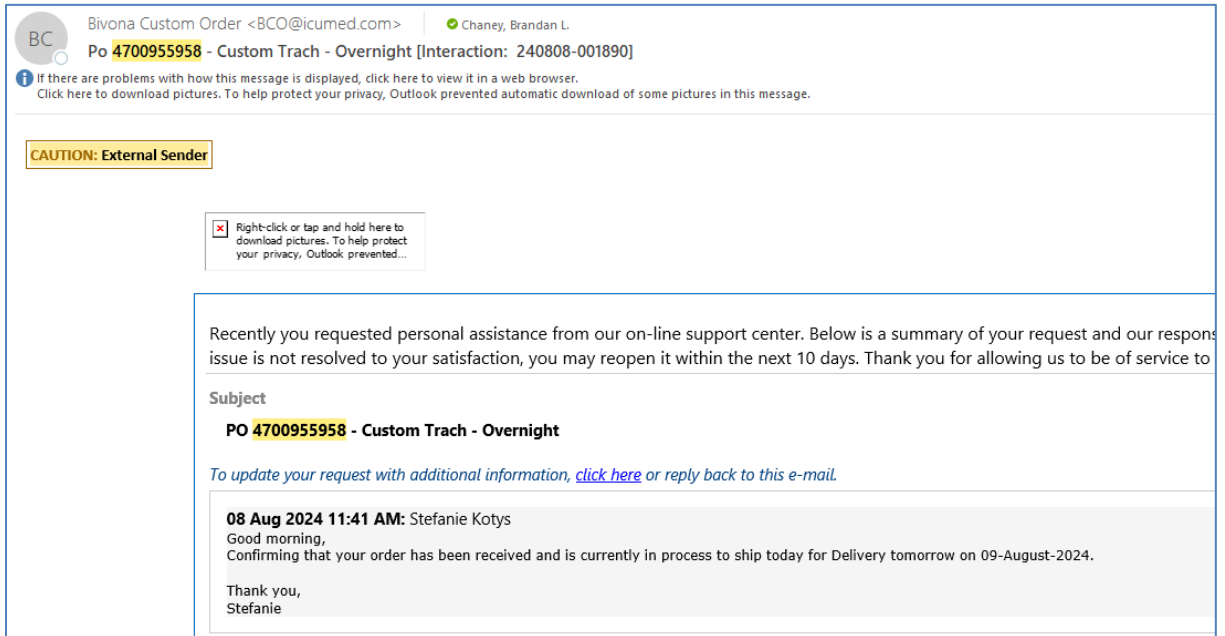 BC
Bivona Custom Order <BCO@icumed.com>
Chaney, Brandan L.
Po 4700955958 - Custom Trach - Overnight [Interaction: 240808-001890]
If there are problems with how this message is displayed, click here to view it in a web browser.
Click here to download pictures. To help protect your privacy, Outlook prevented automatic download of some pictures in this message.
CAUTION: External Sender
Right-click or tap and hold here to
download pictures. To help protect
your privacy, Outlook prevented...
Recently you requested personal assistance from our on-line support center. Below is a summary of your request and our respons
issue is not resolved to your satisfaction, you may reopen it within the next 10 days. Thank you for allowing us to be of service to
Subject
PO 4700955958 - Custom Trach - Overnight
To update your request with additional information, click here or reply back to this e-mail.
08 Aug 2024 11:41 AM: Stefanie Kotys
Good morning,
Confirming that your order has been received and is currently in process to ship today for Delivery tomorrow on 09-August-2024.
Thank you,
Stefanie